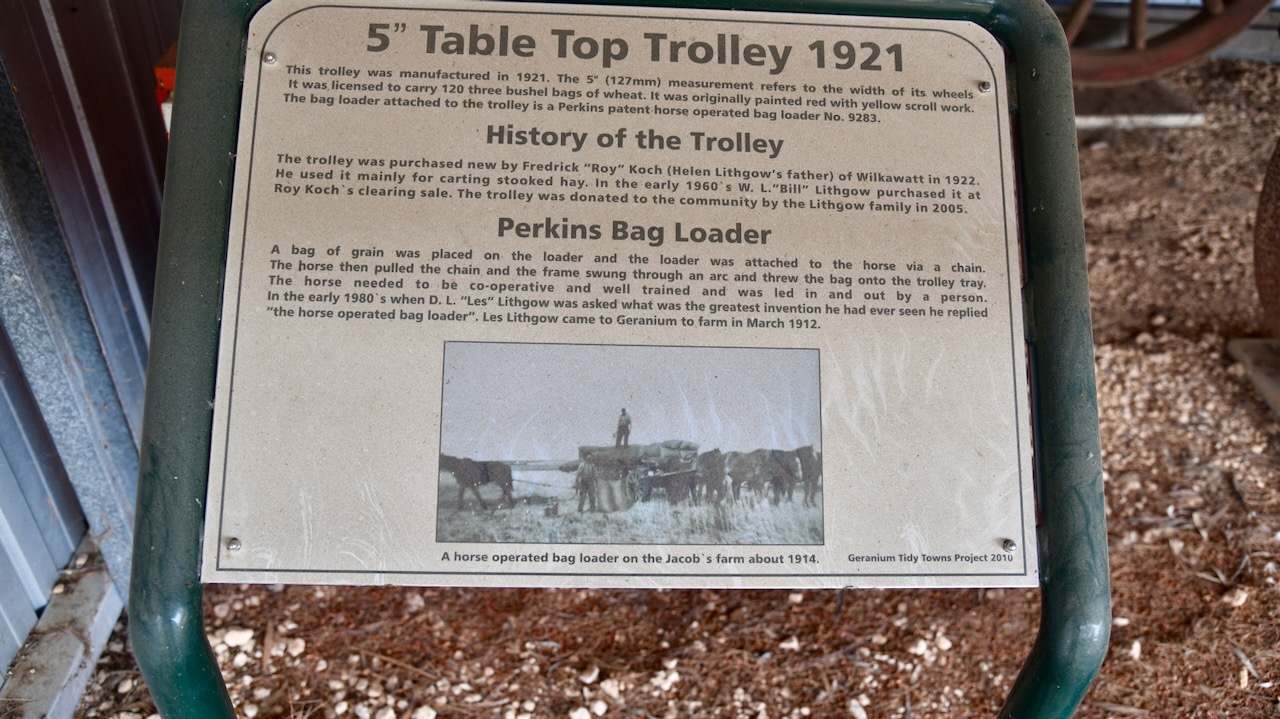 5” Table Top Trolley 1921
This trolley was manufactured in 1921. The 5" (127mm) measurement refers to the width of its wheels
It was licensed to carry 120 three bushel bags of wheat. It was originally painted red with yellow scroll work.
The bag loader attached to the trolley is a Perkins patent horse operated bag loader No. 9283.
History of the Trolley
The trolley was purchased new by Fredrick “Roy” Koch (Helen Lithgow’s father) of Wilkawatt in 1922.
He used it mainly for carting stooked hay. In the early 1960`s W. L.“Bill” Lithgow purchased it at
Roy Koch`s clearing sale. The trolley was donated to the community by the Lithgow family in 2005.
Perkins Bag Loader
A bag of grain was placed on the loader and the loader was attached to the horse via a chain.
The horse then pulled the chain and the frame swung through an arc and threw the bag onto the trolley tray.
The horse needed to be co-operative and well trained and was led in and out by a person.
In the early 1980`s when D. L. “Les” Lithgow was asked what was the greatest invention he had ever seen he replied
“the horse operated bag loader”. Les Lithgow came to Geranium to farm in March 1912.
A horse operated bag loader on the Jacob`s farm about 1914.
Geranium Tidy Towns Project 2010